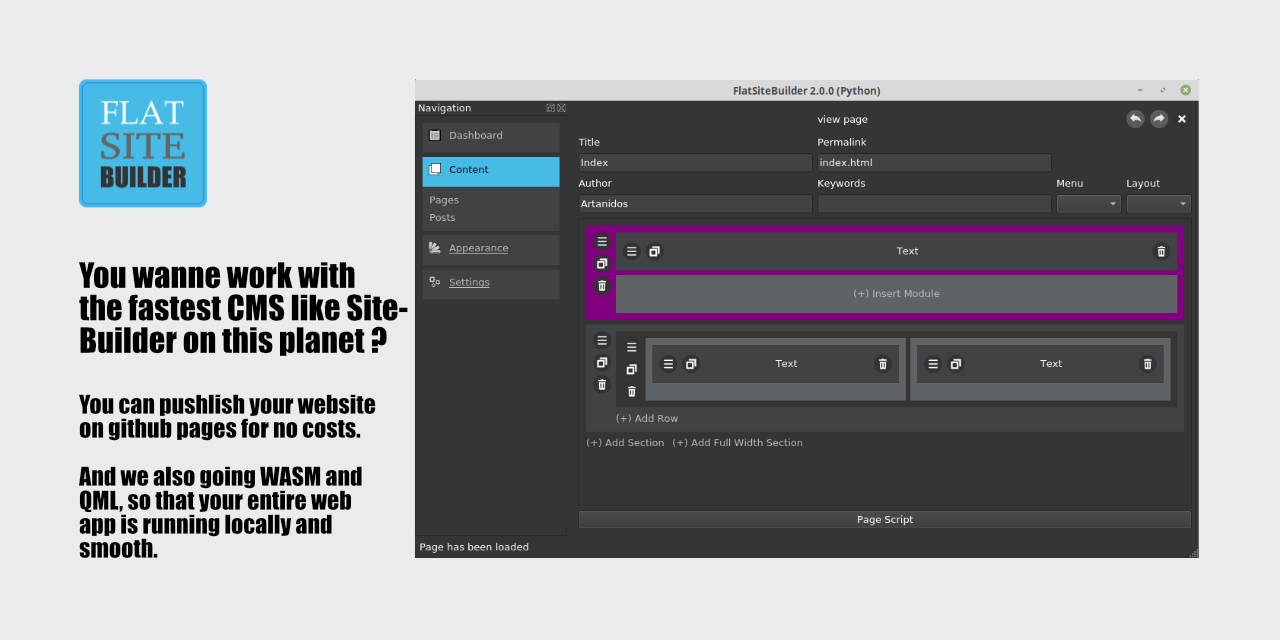 FLAT
SITE
BUILDER
You wanne work with
the fastest CMS like Site-
Builder on this planet ?
You can pushlish your website
on github pages for no costs.
And we also going WASM and
QML, so that your entire web
app is running locally and
smooth.
FlatSiteBuilder 2.0.0 (Python)
Navigation
Dashboard
Content
Pages
Posts
Appearance
Settings
view page
Title
Permalink
Index
index.html
Author
Keywords
Menu
Layout
Artanidos
Text
(+) Insert Module
Text
Text
(+) Add Row
(+) Add Section
(+) Add Full Width Section
Page Script
Page has been loaded